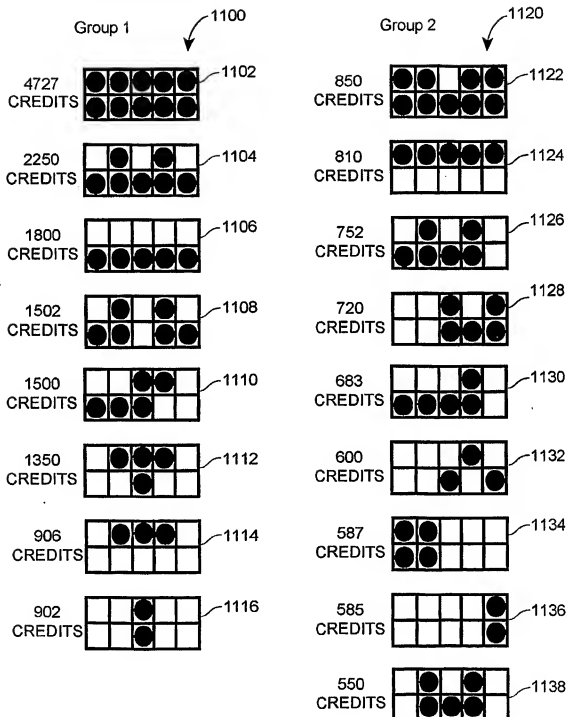 Group 1
1100
4727
CREDITS
1102
2250
CREDITS
1104
1800
CREDITS
1106
1502
CREDITS
1108
1500
CREDITS
1110
1350
CREDITS
1112
906
CREDITS
1114
902
CREDITS
1116
Group 2
1120
850
CREDITS
1122
810
CREDITS
1124
752
CREDITS
1126
720
CREDITS
1128
683
CREDITS
1130
600
CREDITS
1132
587
CREDITS
1134
585
CREDITS
1136
550
CREDITS
1138